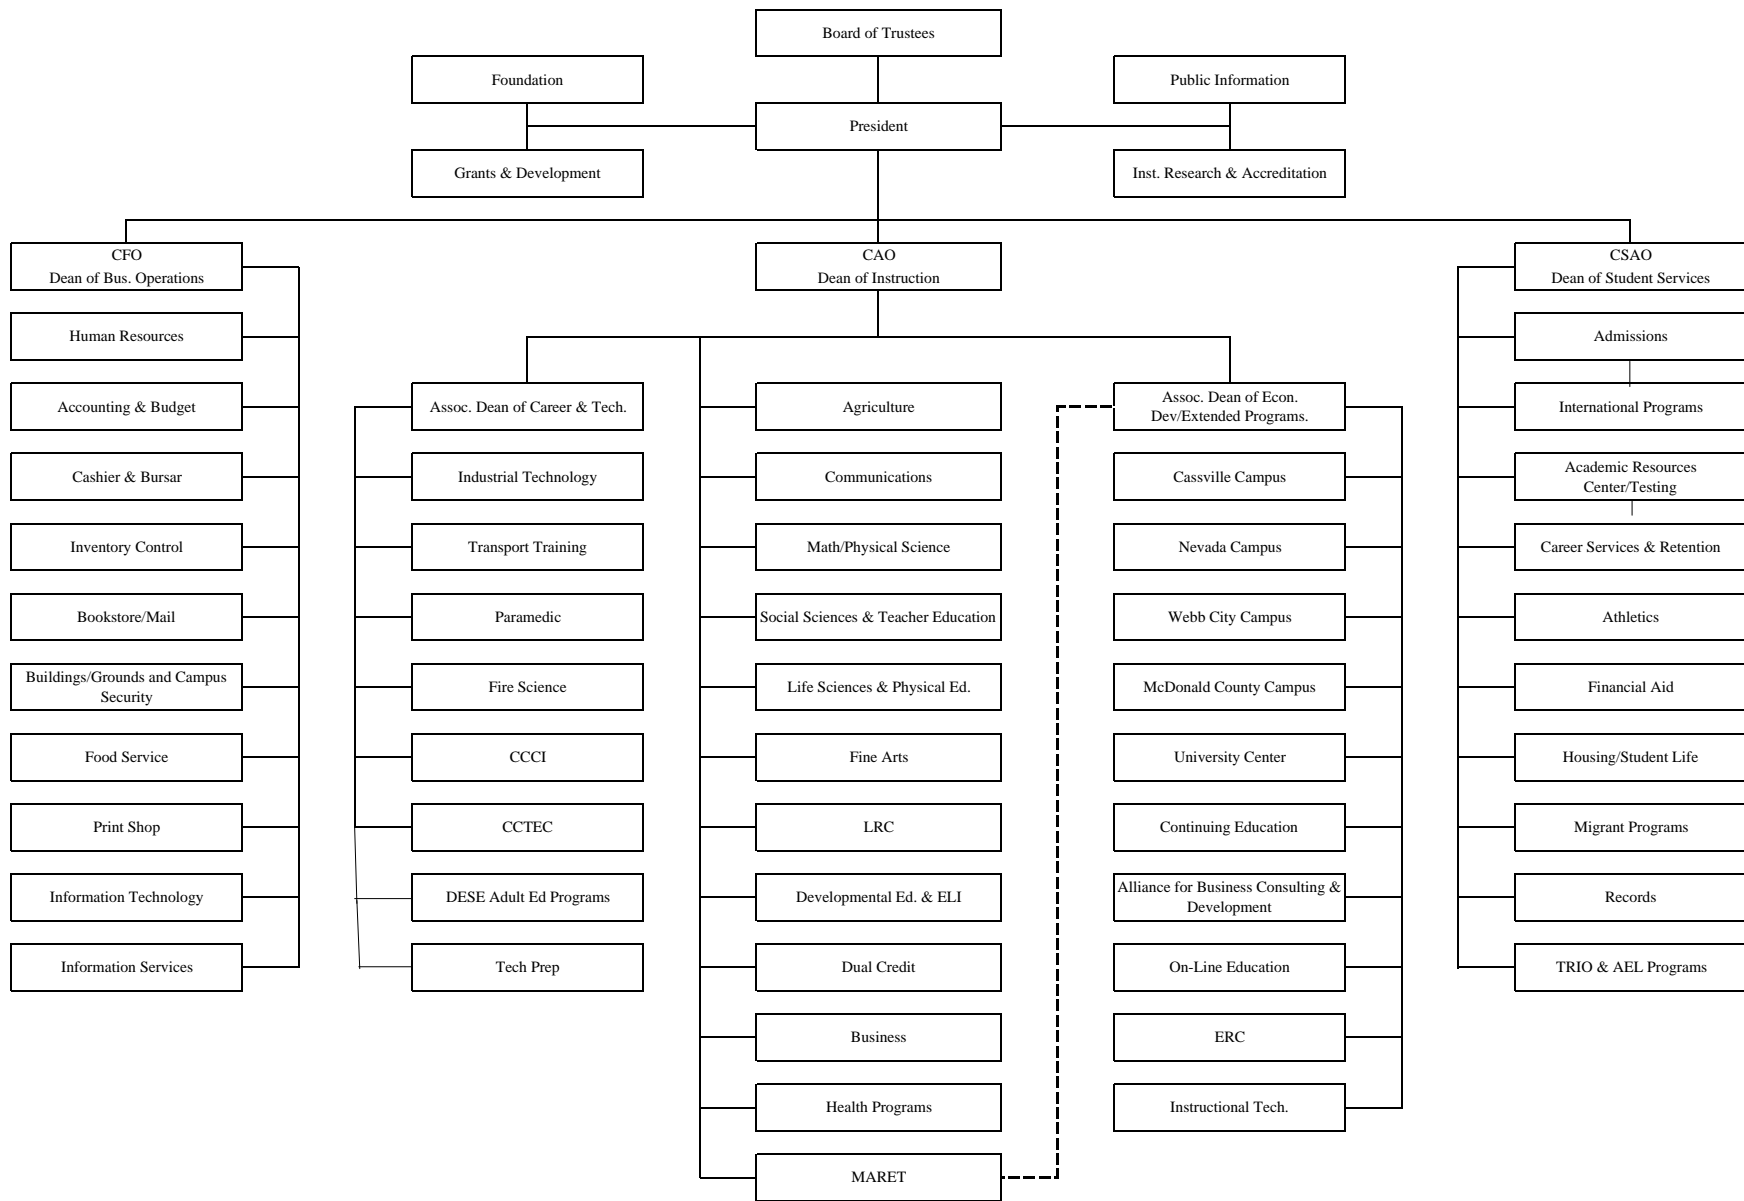 Board of Trustees
Foundation
Public Information
President
Grants & Development
Inst. Research & Accreditation
CFO
Dean of Bus. Operations
CAO
Dean of Instruction
CSAO
Dean of Student Services
Human Resources
Accounting & Budget
Cashier & Bursar
Inventory Control
Bookstore/Mail
Buildings/Grounds and Campus
Security
Food Service
Print Shop
Information Technology
Information Services
Assoc. Dean of Career & Tech.
Industrial Technology
Transport Training
Paramedic
Fire Science
CCCI
CCTEC
DESE Adult Ed Programs
Tech Prep
Agriculture
Communications
Math/Physical Science
Social Sciences & Teacher Education
Life Sciences & Physical Ed.
Fine Arts
LRC
Developmental Ed. & ELI
Dual Credit
Business
Health Programs
MARET
Assoc. Dean of Econ.
Dev/Extended Programs.
Cassville Campus
Nevada Campus
Webb City Campus
McDonald County Campus
University Center
Continuing Education
Alliance for Business Consulting &
Development
On-Line Education
ERC
Instructional Tech.
Admissions
International Programs
Academic Resources
Center/Testing
Career Services & Retention
Athletics
Financial Aid
Housing/Student Life
Migrant Programs
Records
TRIO & AEL Programs